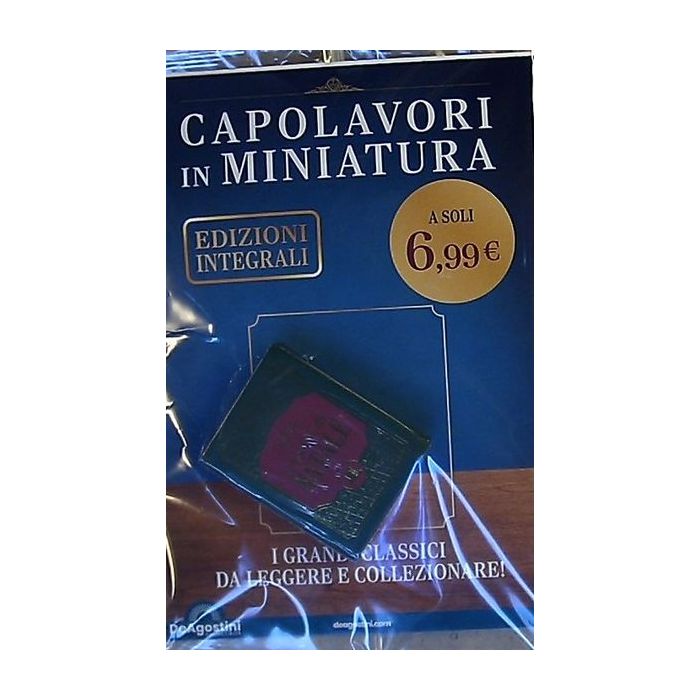 CAPOLAVORI
IN MINIATURA
A SOLI
6,99€
EDIZIONI
INTEGRALI
I GRANDI CLASSICI
DA LEGGERE E COLLEZIONARE!
DeAgostini
deagostini.com